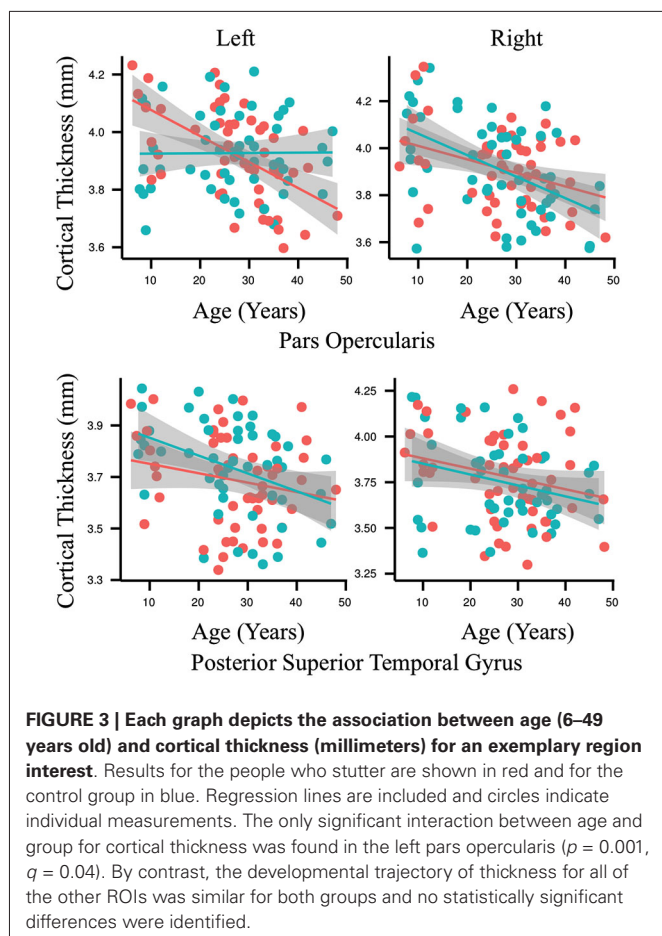 Left Right
Cortical Thickness (mm)
4.2
4.0
3.8
3.6
10 20 30 40 50
Age (Years)
4.2
4.0
3.8
3.6
10 20 30 40 50
Age (Years)
Pars Opercularis
Cortical Thickness (mm)
3.9
3.7
3.5
3.3
10 20 30 40 50
Age (Years)
4.25
4.00
3.75
3.50
3.25
10 20 30 40 50
Age (Years)
Posterior Superior Temporal Gyrus
FIGURE 3 | Each graph depicts the association between age (6–49
years old) and cortical thickness (millimeters) for an exemplary region
interest. Results for the people who stutter are shown in red and for the
control group in blue. Regression lines are included and circles indicate
individual measurements. The only significant interaction between age and
group for cortical thickness was found in the left pars opercularis (p = 0.001,
q = 0.04). By contrast, the developmental trajectory of thickness for all of
the other ROIs was similar for both groups and no statistically significant
differences were identified.